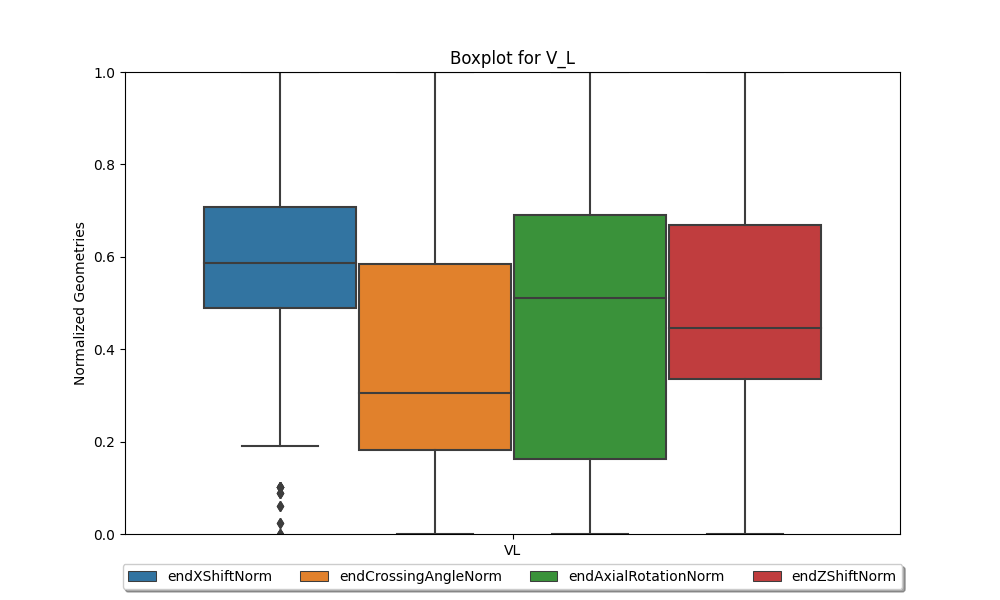 Boxplot for V_L
1.0
0.8
0.6
0.4
0.2
0.0
Normalized Geometries
VL
endXShiftNorm endCrossingAngleNorm endAxialRotationNorm endZShiftNorm